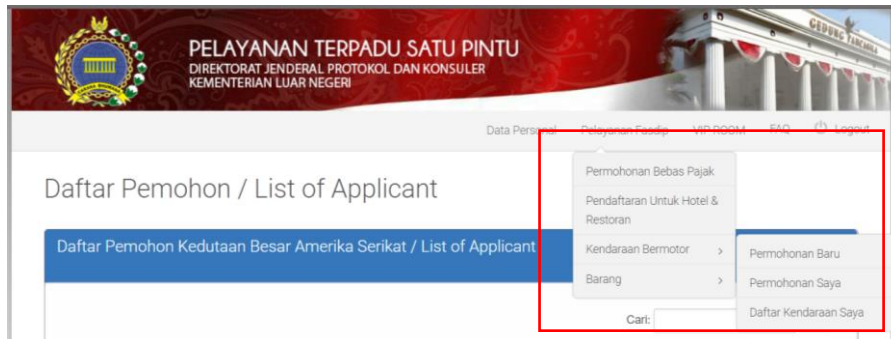 PELAYANAN TERPADU SATU PINTU
DIREKTORAT JENDERAL PROTOKOL DAN KONSULER
KEMENTERIAN LUAR NEGERI
GEDUNG PANCASILA
Data Personal Pelayanan Fasdip VIP ROOM FAQ Logout
Daftar Pemohon / List of Applicant
Permohonan Bebas Pajak
Pendaftaran Untuk Hotel &
Restoran
Kendaraan Bermotor >
Barang >
Permohonan Baru
Permohonan Saya
Daftar Kendaraan Saya
Daftar Pemohon Kedutaan Besar Amerika Serikat / List of Applicant
Cari: